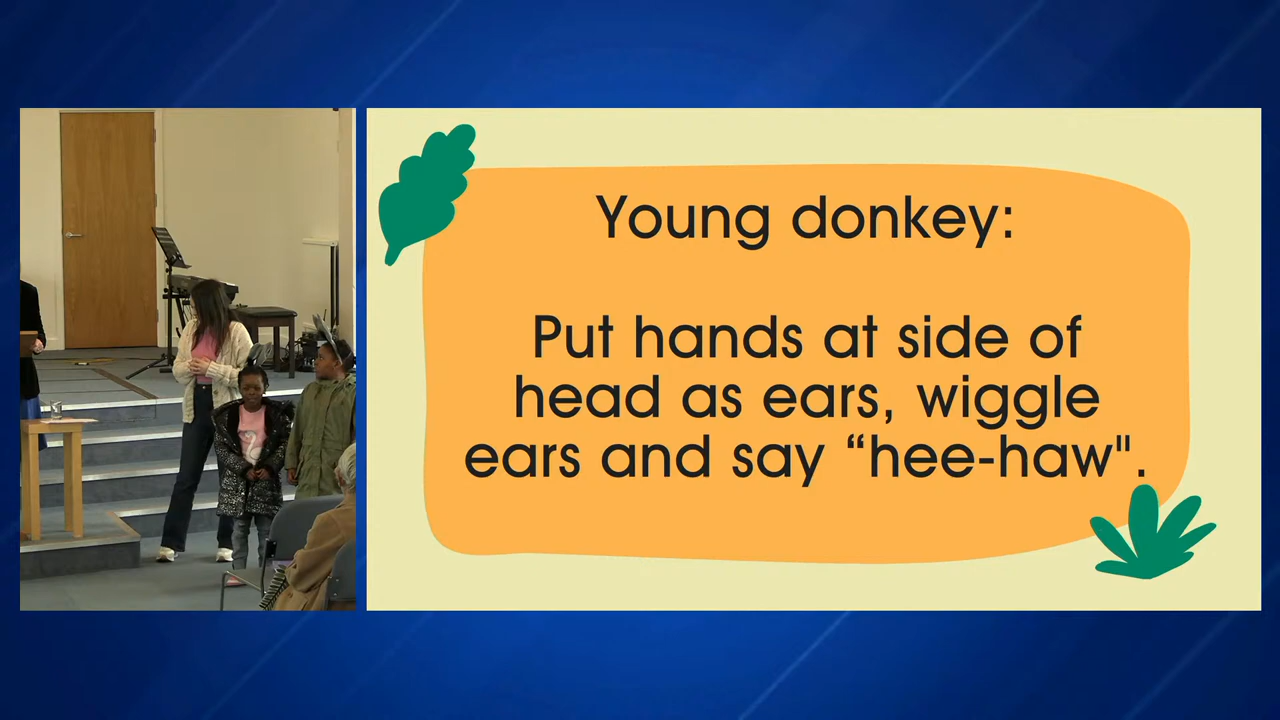 Young donkey:
Put hands at side of
head as ears, wiggle
ears and say “hee-haw".